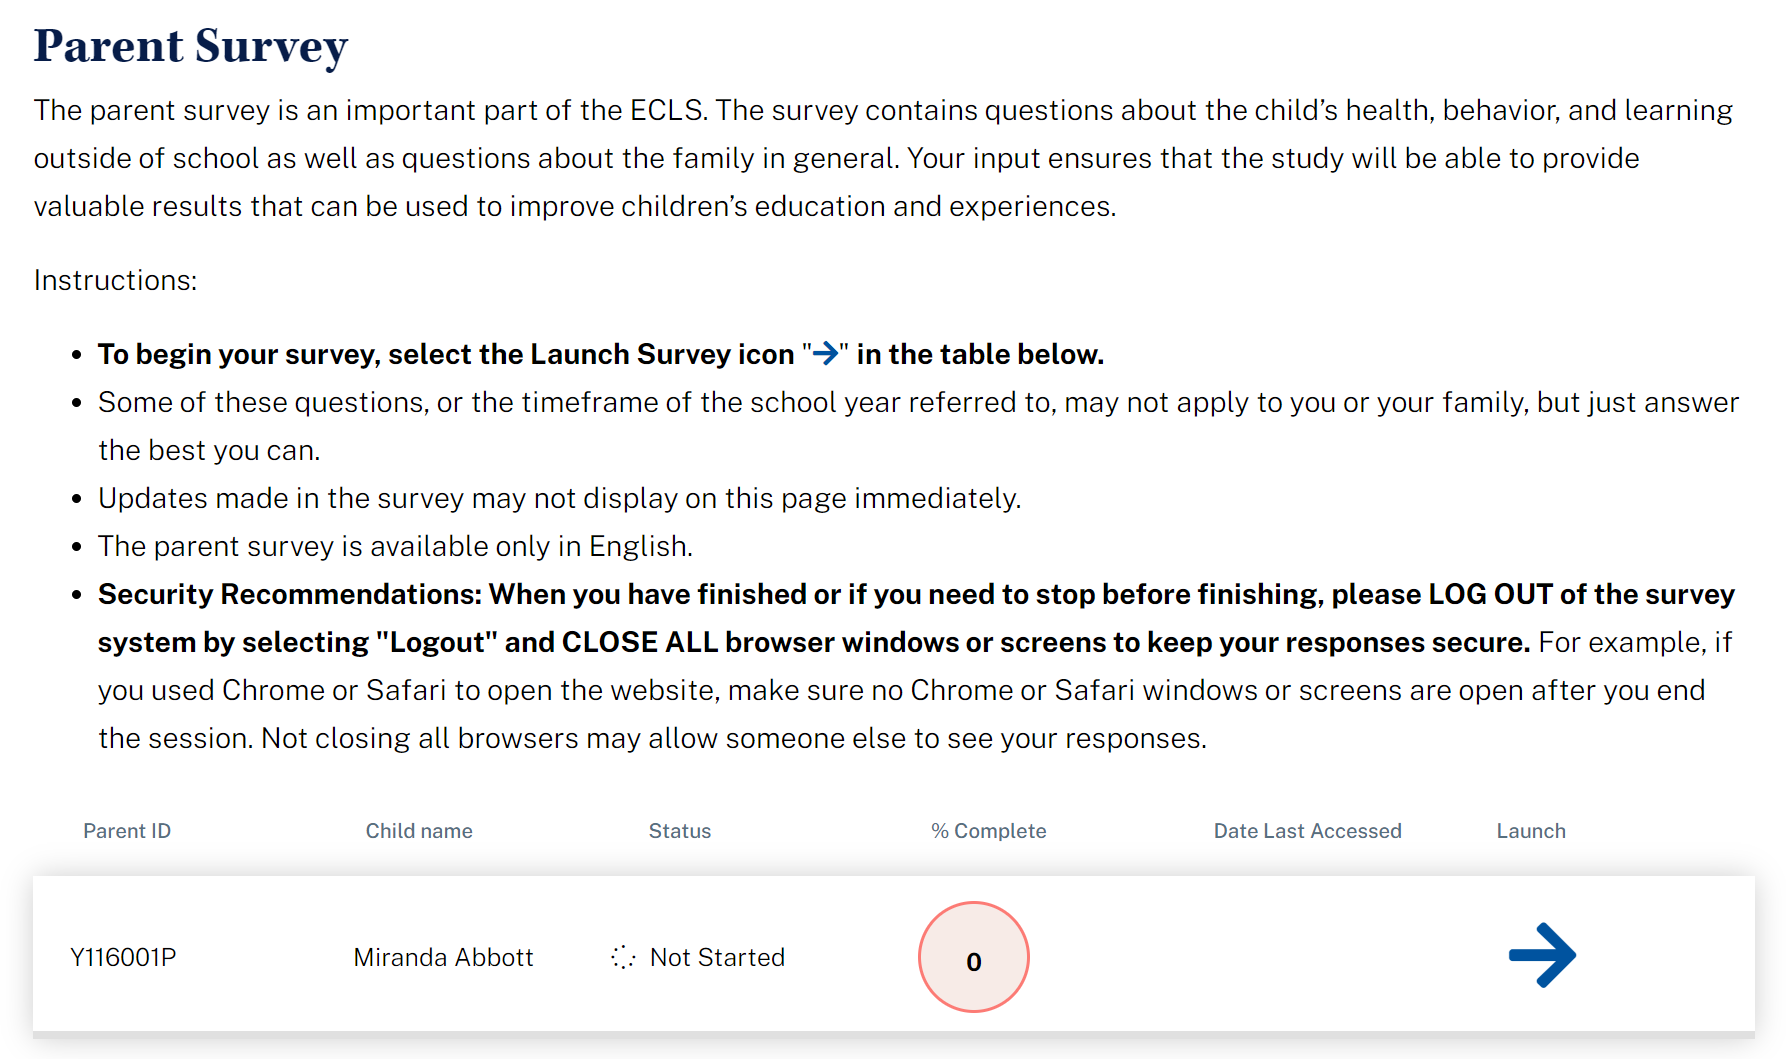 Parent Survey
The parent survey is an important part of the ECLS. The survey contains questions about the child’s health, behavior, and learning
outside of school as well as questions about the family in general. Your input ensures that the study will be able to provide
valuable results that can be used to improve children’s education and experiences.
Instructions:
• To begin your survey, select the Launch Survey icon "→" in the table below.
• Some of these questions, or the timeframe of the school year referred to, may not apply to you or your family, but just answer
the best you can.
• Updates made in the survey may not display on this page immediately.
• The parent survey is available only in English.
• Security Recommendations: When you have finished or if you need to stop before finishing, please LOG OUT of the survey
system by selecting "Logout" and CLOSE ALL browser windows or screens to keep your responses secure. For example, if
you used Chrome or Safari to open the website, make sure no Chrome or Safari windows or screens are open after you end
the session. Not closing all browsers may allow someone else to see your responses.
Parent ID Child name Status % Complete Date Last Accessed Launch
Y116001P Miranda Abbott Not Started 0